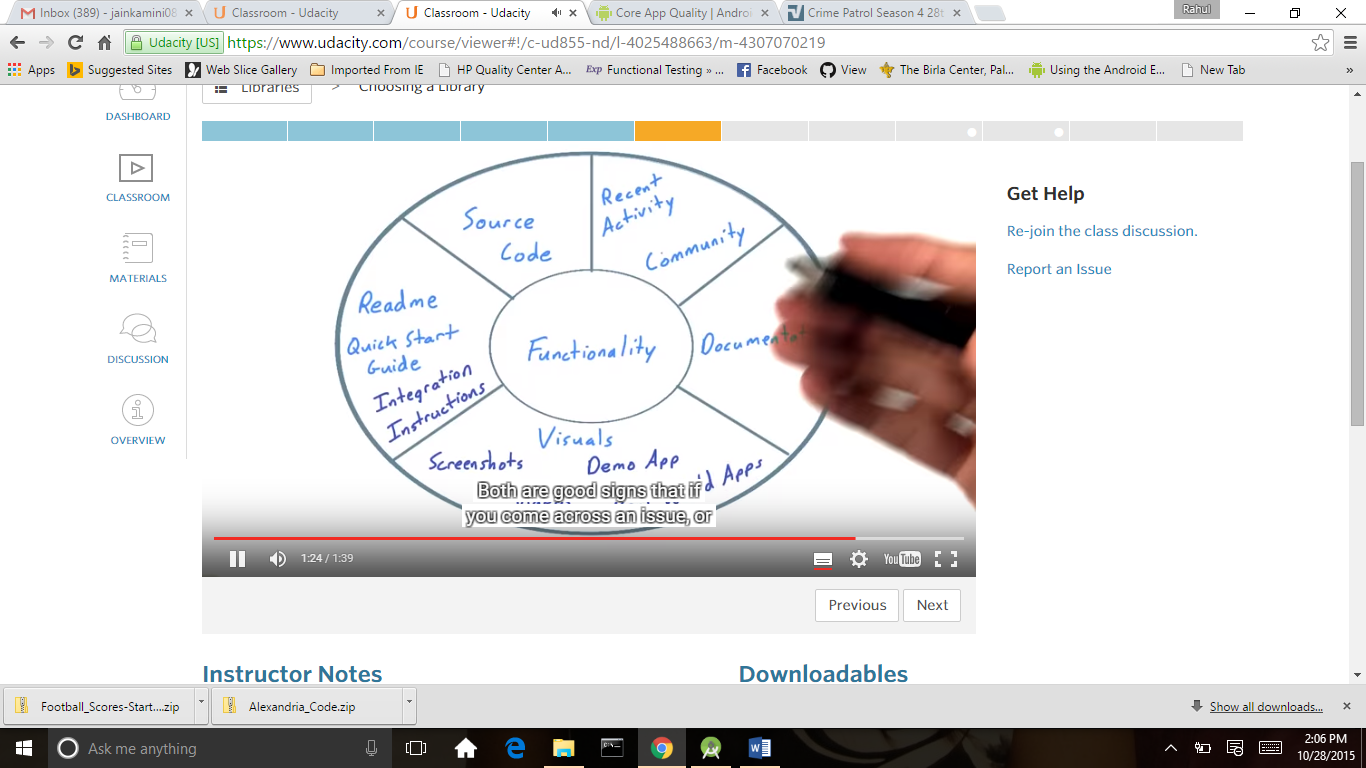 Inbox (389) - jainkamini08
Classroom - Udacity
Classroom - Udacity
Core App Quality | Androi
Crime Patrol Season 4 28t
Rahul
Udacity [US]
https://www.udacity.com/course/viewer#!/c-ud855-nd/l-4025488663/m-4307070219
Apps
Suggested Sites
Web Slice Gallery
Imported From IE
HP Quality Center A...
Exp Functional Testing » ...
Facebook
View
The Birla Center, Pal...
Using the Android E...
New Tab
»
Libraries > Choosing a Library
DASHBOARD
CLASSROOM
MATERIALS
DISCUSSION
OVERVIEW
Source
Code
Recent
Activity
Community
Readme
Quick Start
Guide
Integration
Instructions
Functionality
Visuals
Screenshots
Demo App
Apps
Both are good signs that if
you come across an issue, or
1:24 / 1:39
YouTube
Get Help
Re-join the class discussion.
Report an Issue
Previous
Next
Instructor Notes
Downloadables
Football_Scores-Start....zip
Alexandria_Code.zip
Show all downloads...
Ask me anything
2:06 PM
10/28/2015